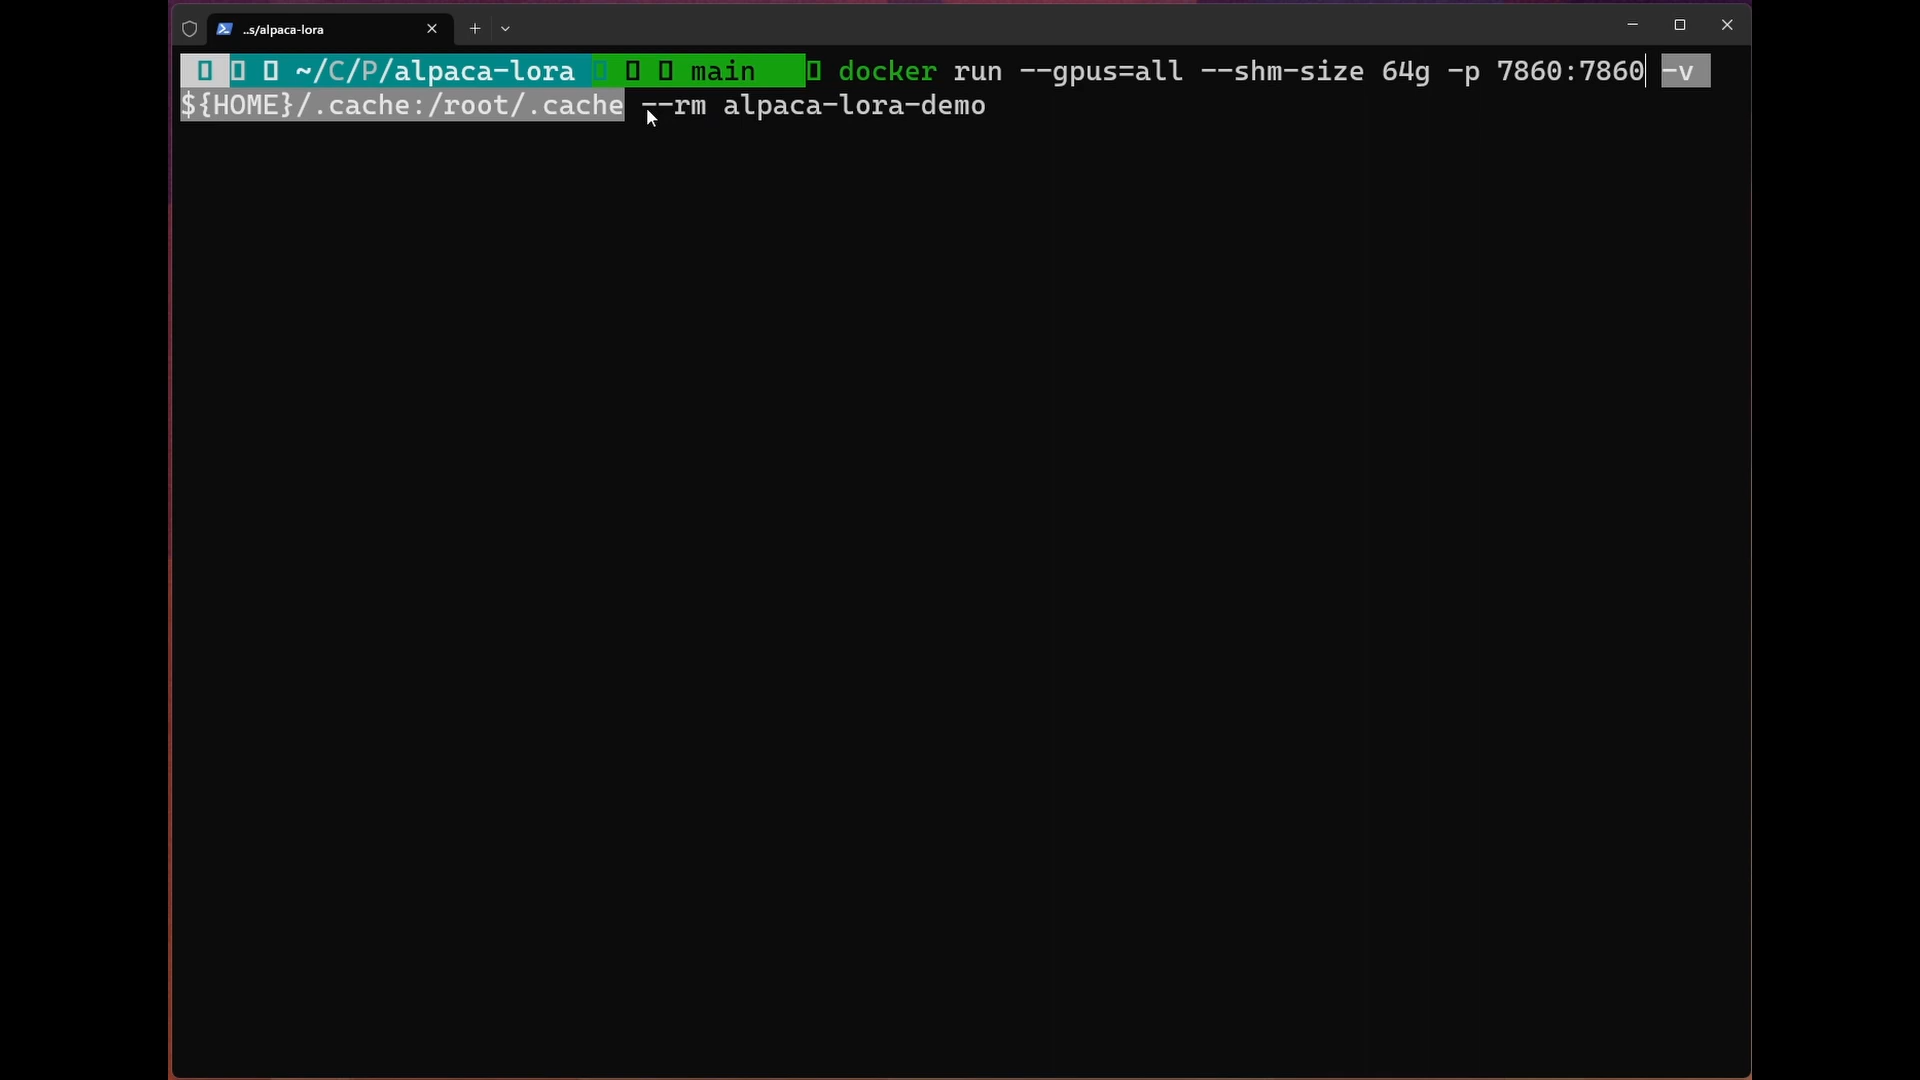 ..s/alpaca-lora
~/C/P/alpaca-lora main docker run --gpus=all --shm-size 64g -p 7860:7860 -v
${HOME}/.cache:/root/.cache --rm alpaca-lora-demo